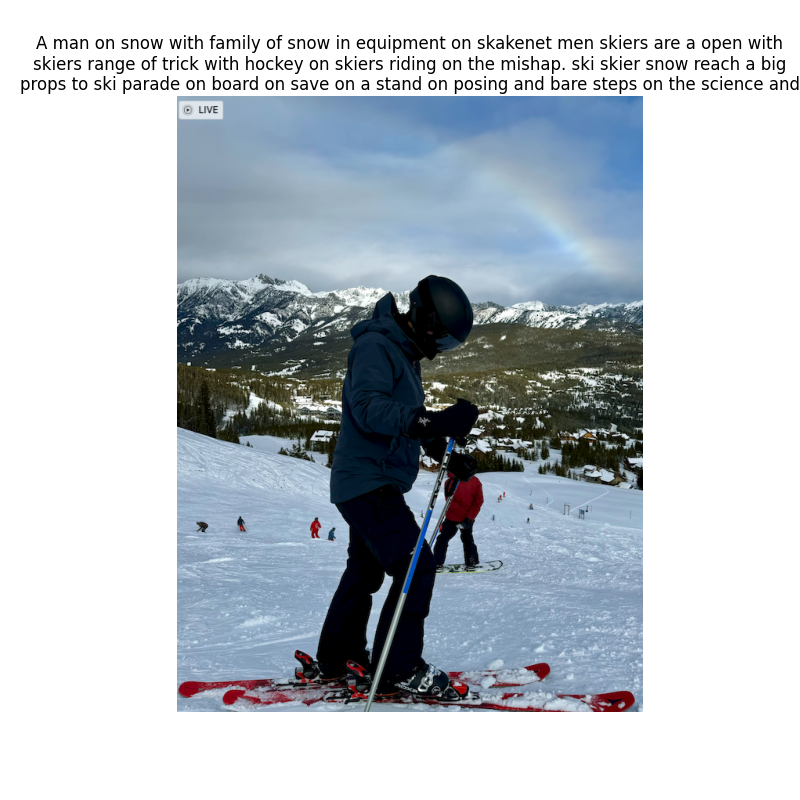 A man on snow with family of snow in equipment on skakenet men skiers are a open with
skiers range of trick with hockey on skiers riding on the mishap. ski skier snow reach a big
props to ski parade on board on save on a stand on posing and bare steps on the science and
LIVE